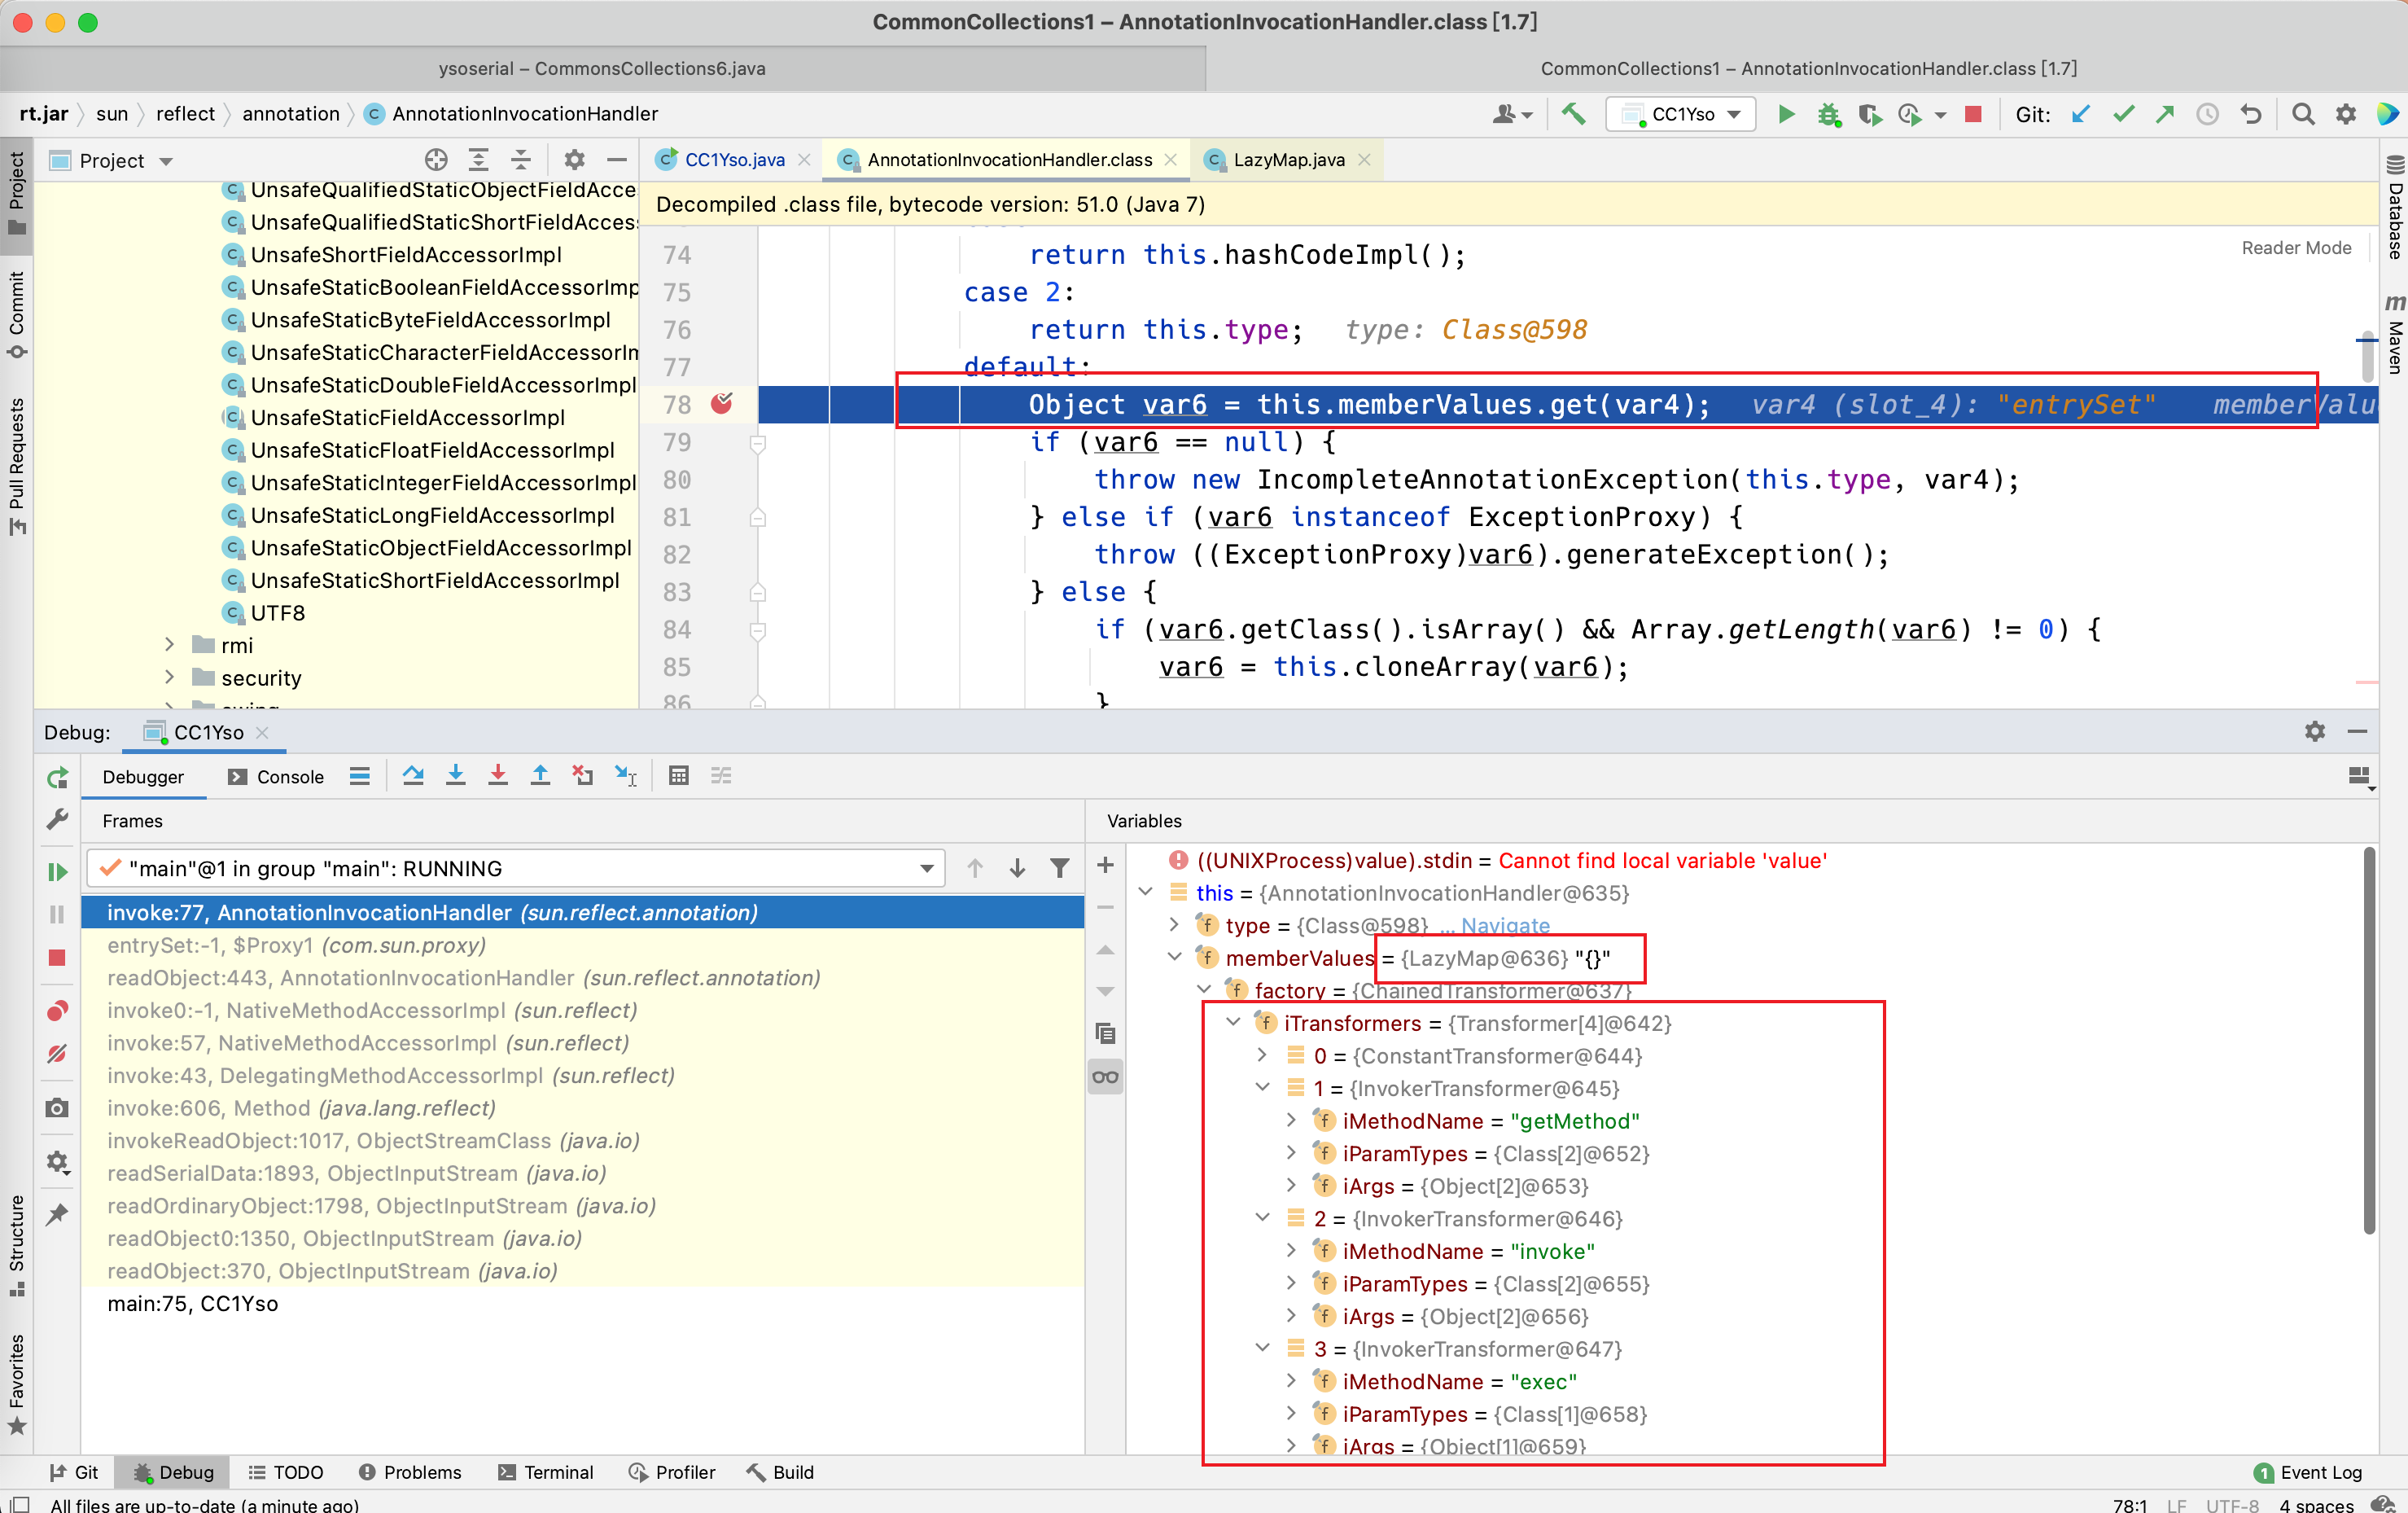 CommonCollections1 – AnnotationInvocationHandler.class [1.7]
ysoserial – CommonsCollections6.java
CommonCollections1 – AnnotationInvocationHandler.class [1.7]
rt.jar sun reflect annotation AnnotationInvocationHandler
CC1Yso
Git:
Project
Commit
Pull Requests
Structure
Favorites
Project
UnsafeQualifiedStaticObjectFieldAcce
UnsafeQualifiedStaticShortFieldAcces
UnsafeShortFieldAccessorImpl
UnsafeStaticBooleanFieldAccessorImp
UnsafeStaticByteFieldAccessorImpl
UnsafeStaticCharacterFieldAccessorIm
UnsafeStaticDoubleFieldAccessorImpl
UnsafeStaticFieldAccessorImpl
UnsafeStaticFloatFieldAccessorImpl
UnsafeStaticIntegerFieldAccessorImpl
UnsafeStaticLongFieldAccessorImpl
UnsafeStaticObjectFieldAccessorImpl
UnsafeStaticShortFieldAccessorImpl
UTF8
rmi
security
swing
CC1Yso.java
AnnotationInvocationHandler.class
LazyMap.java
Decompiled .class file, bytecode version: 51.0 (Java 7)
Reader Mode
74 return this.hashCodeImpl();
75 case 2:
76 return this.type; type: Class@598
77 default:
78 Object var6 = this.memberValues.get(var4); var4 (slot_4): "entrySet" memberValu
79 if (var6 == null) {
80 throw new IncompleteAnnotationException(this.type, var4);
81 } else if (var6 instanceof ExceptionProxy) {
82 throw ((ExceptionProxy)var6).generateException();
83 } else {
84 if (var6.getClass().isArray() && Array.getLength(var6) != 0) {
85 var6 = this.cloneArray(var6);
86 }
Database
m Maven
Debug: CC1Yso
Debugger
Console
Frames
"main"@1 in group "main": RUNNING
invoke:77, AnnotationInvocationHandler (sun.reflect.annotation)
entrySet:-1, $Proxy1 (com.sun.proxy)
readObject:443, AnnotationInvocationHandler (sun.reflect.annotation)
invoke0:-1, NativeMethodAccessorImpl (sun.reflect)
invoke:57, NativeMethodAccessorImpl (sun.reflect)
invoke:43, DelegatingMethodAccessorImpl (sun.reflect)
invoke:606, Method (java.lang.reflect)
invokeReadObject:1017, ObjectStreamClass (java.io)
readSerialData:1893, ObjectInputStream (java.io)
readOrdinaryObject:1798, ObjectInputStream (java.io)
readObject0:1350, ObjectInputStream (java.io)
readObject:370, ObjectInputStream (java.io)
main:75, CC1Yso
Variables
((UNIXProcess)value).stdin = Cannot find local variable 'value'
this = {AnnotationInvocationHandler@635}
type = {Class@598} ... Navigate
memberValues = {LazyMap@636} "{}"
factory = {ChainedTransformer@637}
iTransformers = {Transformer[4]@642}
0 = {ConstantTransformer@644}
1 = {InvokerTransformer@645}
iMethodName = "getMethod"
iParamTypes = {Class[2]@652}
iArgs = {Object[2]@653}
2 = {InvokerTransformer@646}
iMethodName = "invoke"
iParamTypes = {Class[2]@655}
iArgs = {Object[2]@656}
3 = {InvokerTransformer@647}
iMethodName = "exec"
iParamTypes = {Class[1]@658}
iArgs = {Object[1]@659}
Git
Debug
TODO
Problems
Terminal
Profiler
Build
1 Event Log
All files are up-to-date (a minute ago)
78:1 LF UTF-8 4 spaces